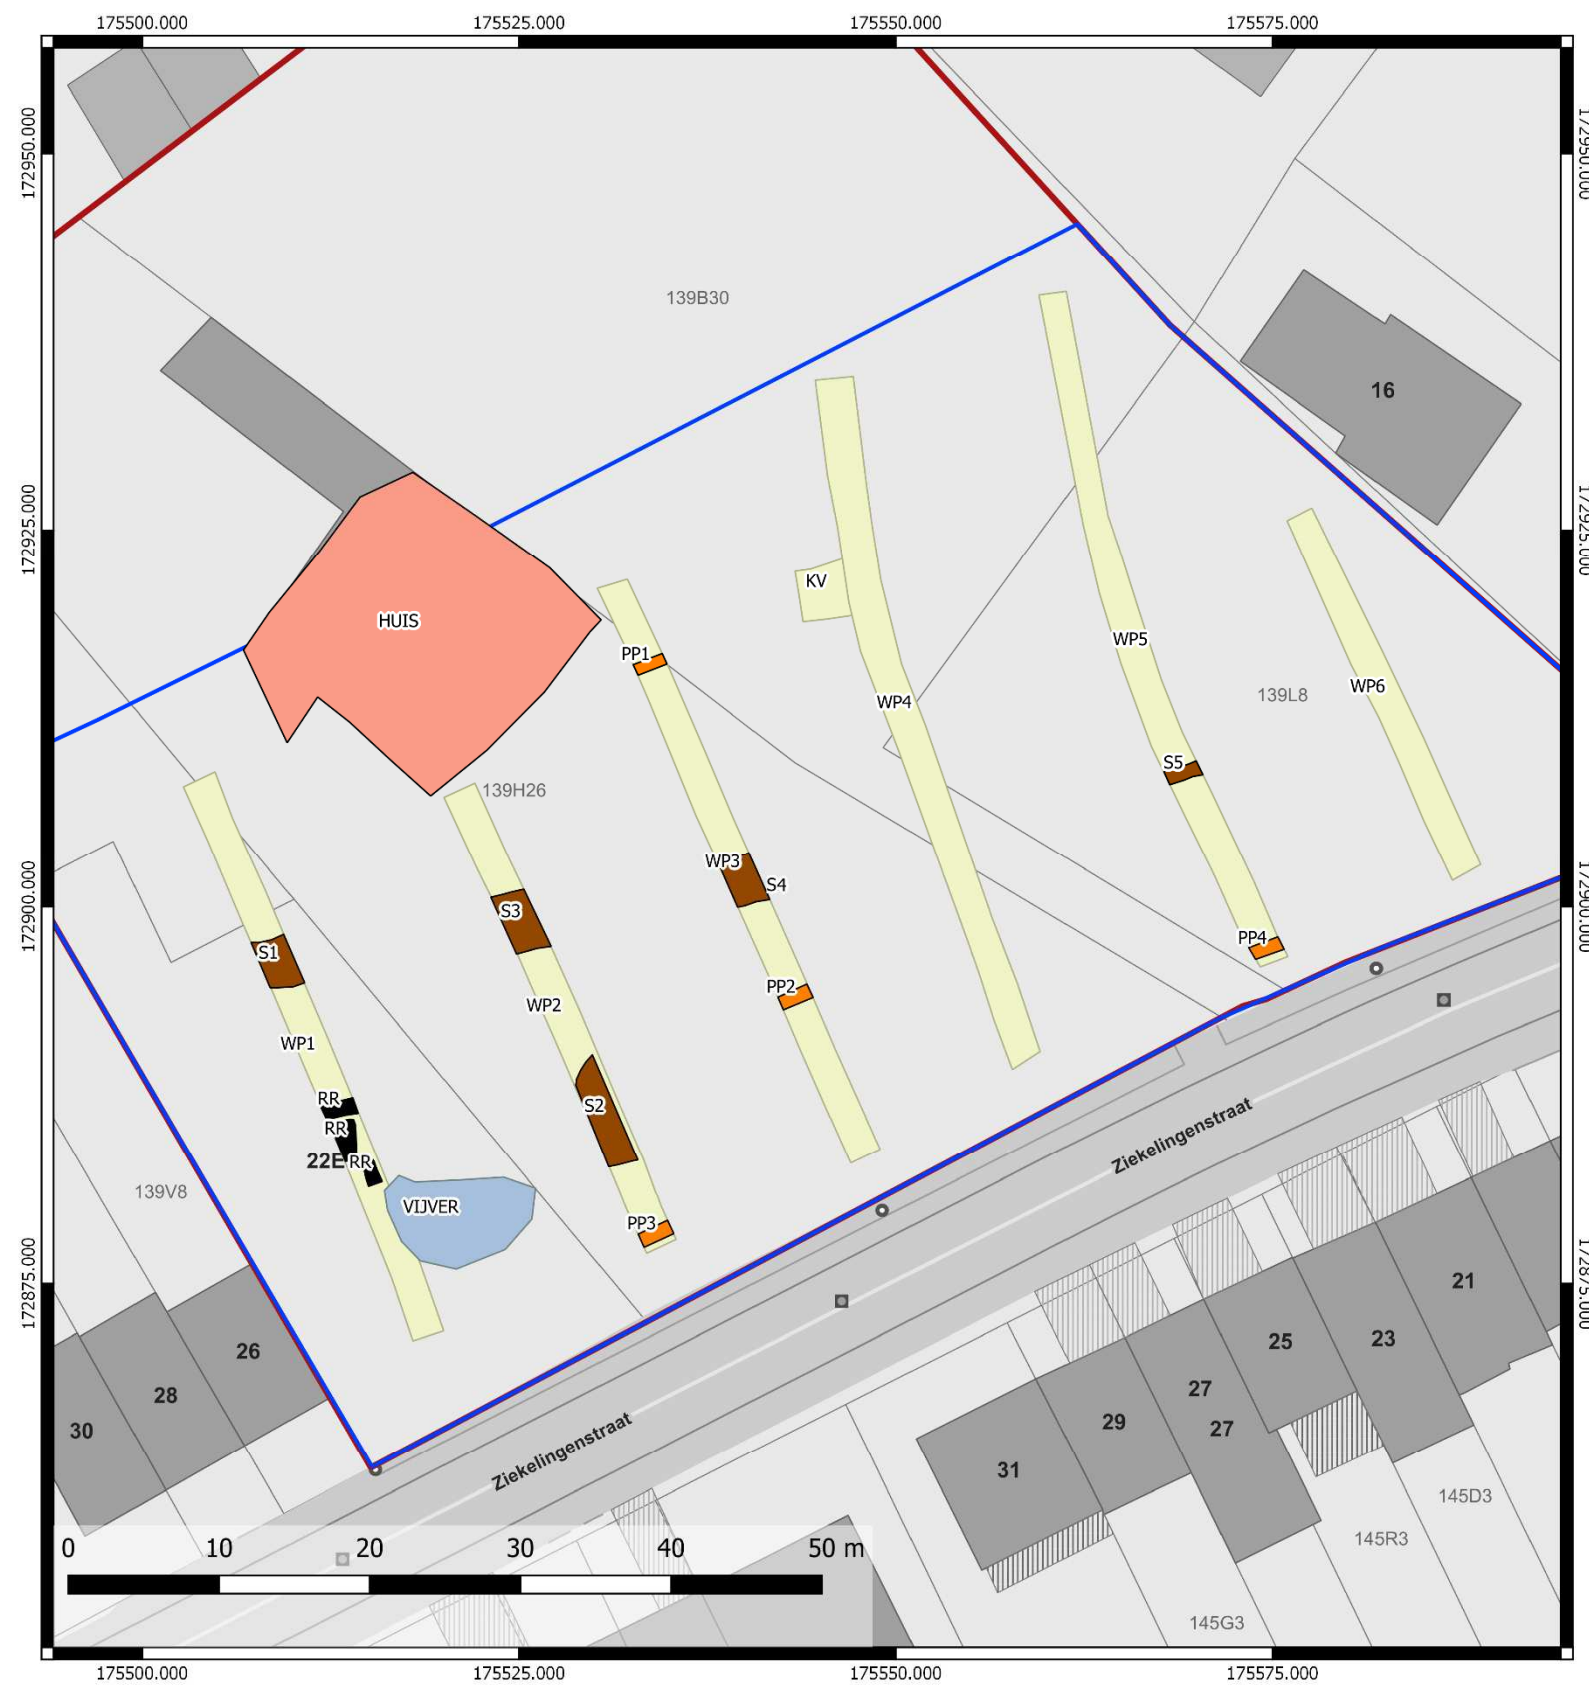 175500.000 175525.000 175550.000 175575.000
172950.000
172950.000
139B30
16
172925.000
172925.000
KV
HUIS
WP5
PP1
WP6
139L8
WP4
S5
139H26
WP3
S4
172900.000
172900.000
S3
PP4
S1
PP2
WP2
WP1
RR
S2
RR
22E RR
Ziekelingenstraat
139V8
VIJVER
PP3
172875.000
172875.000
21
25
23
26
27
28
29
27
30
Ziekelingenstraat
31
145D3
145R3
0 10 20 30 40 50 m
145G3
175500.000 175525.000 175550.000 175575.000